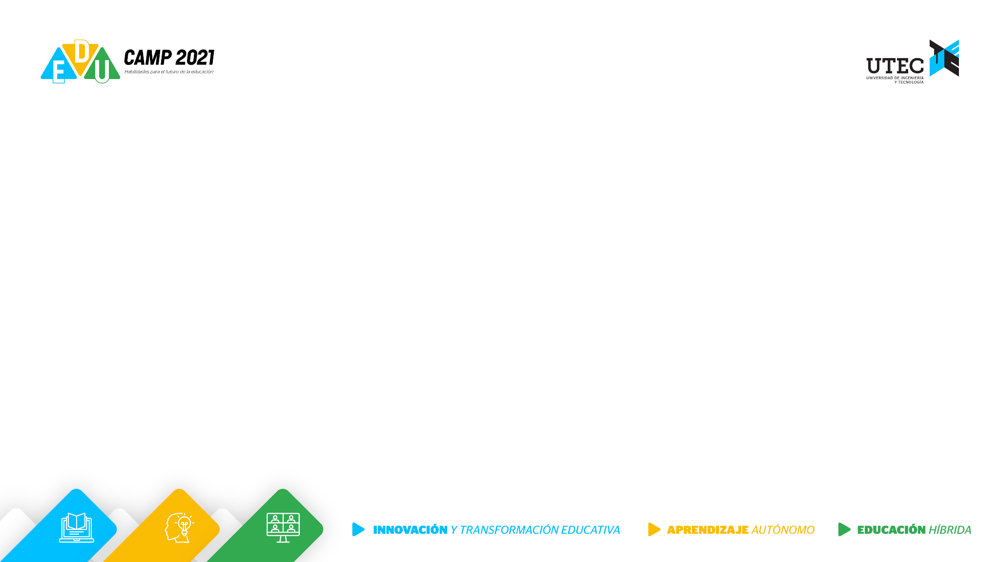 EDU
CAMP 2021
Habilidades para el futuro de la educación
UTEC
UNIVERSIDAD DE INGENIERÍA
Y TECNOLOGÍA
INNOVACIÓN Y TRANSFORMACIÓN EDUCATIVA
APRENDIZAJE AUTÓNOMO
EDUCACIÓN HÍBRIDA